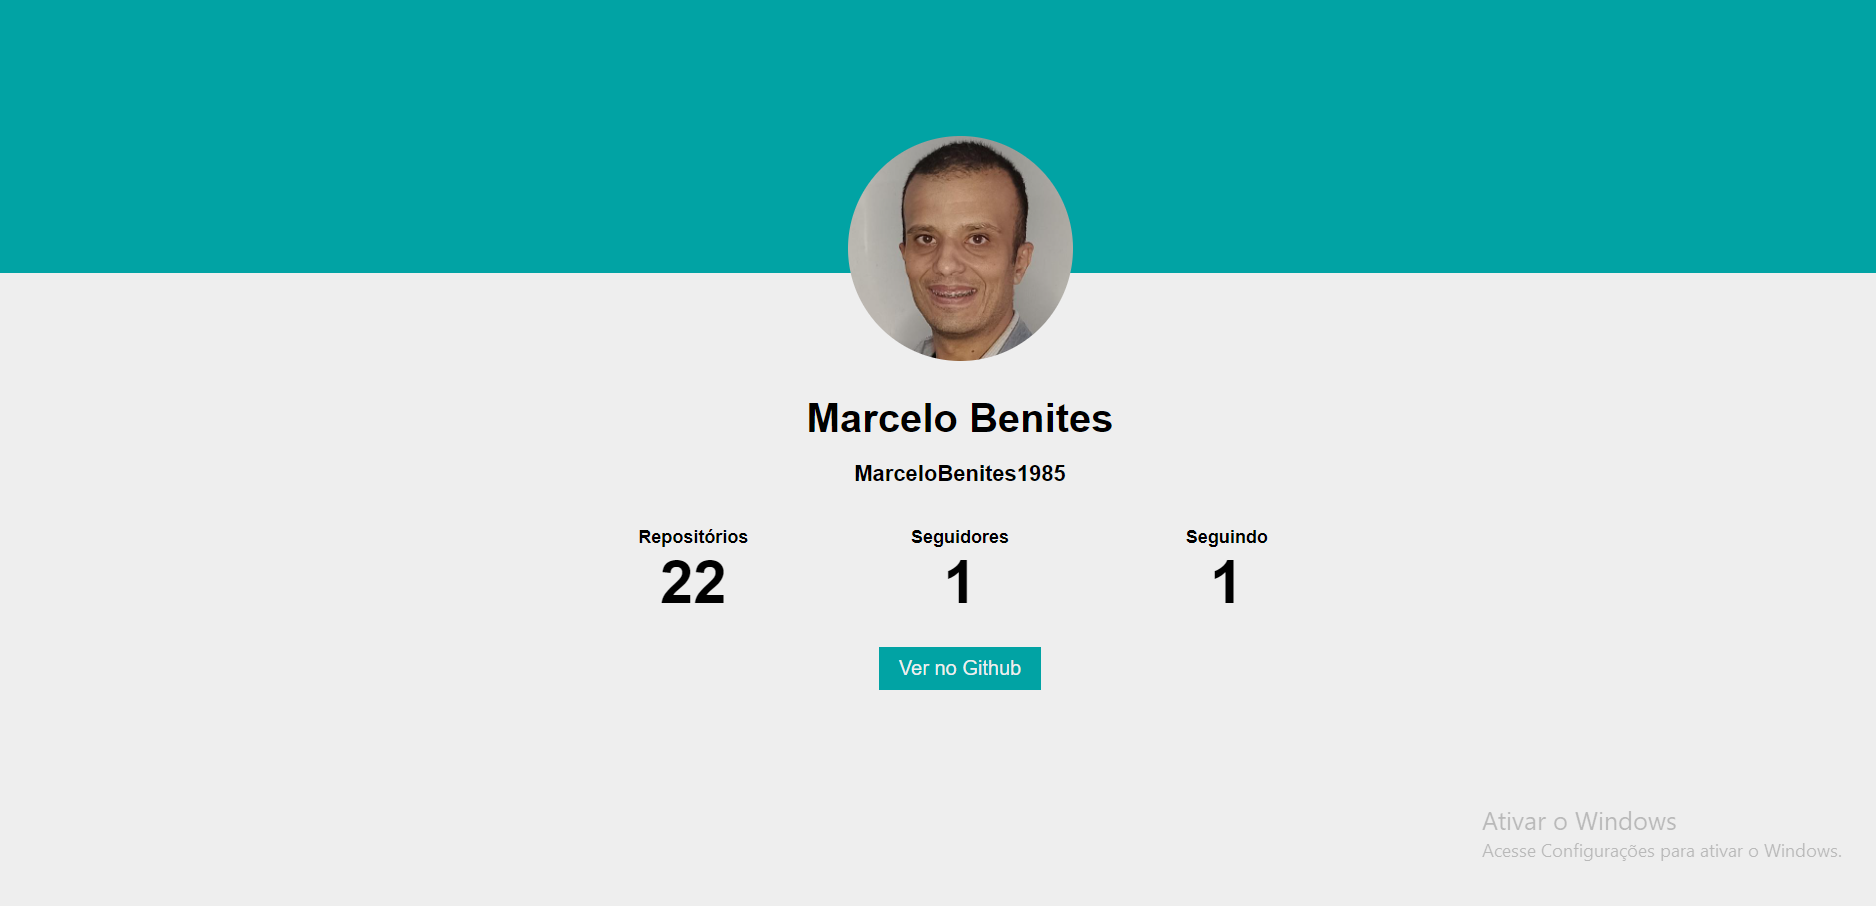 Marcelo Benites
MarceloBenites1985
Repositórios Seguidores Seguindo
22 1 1
Ver no Github
Ativar o Windows
Acesse Configurações para ativar o Windows.